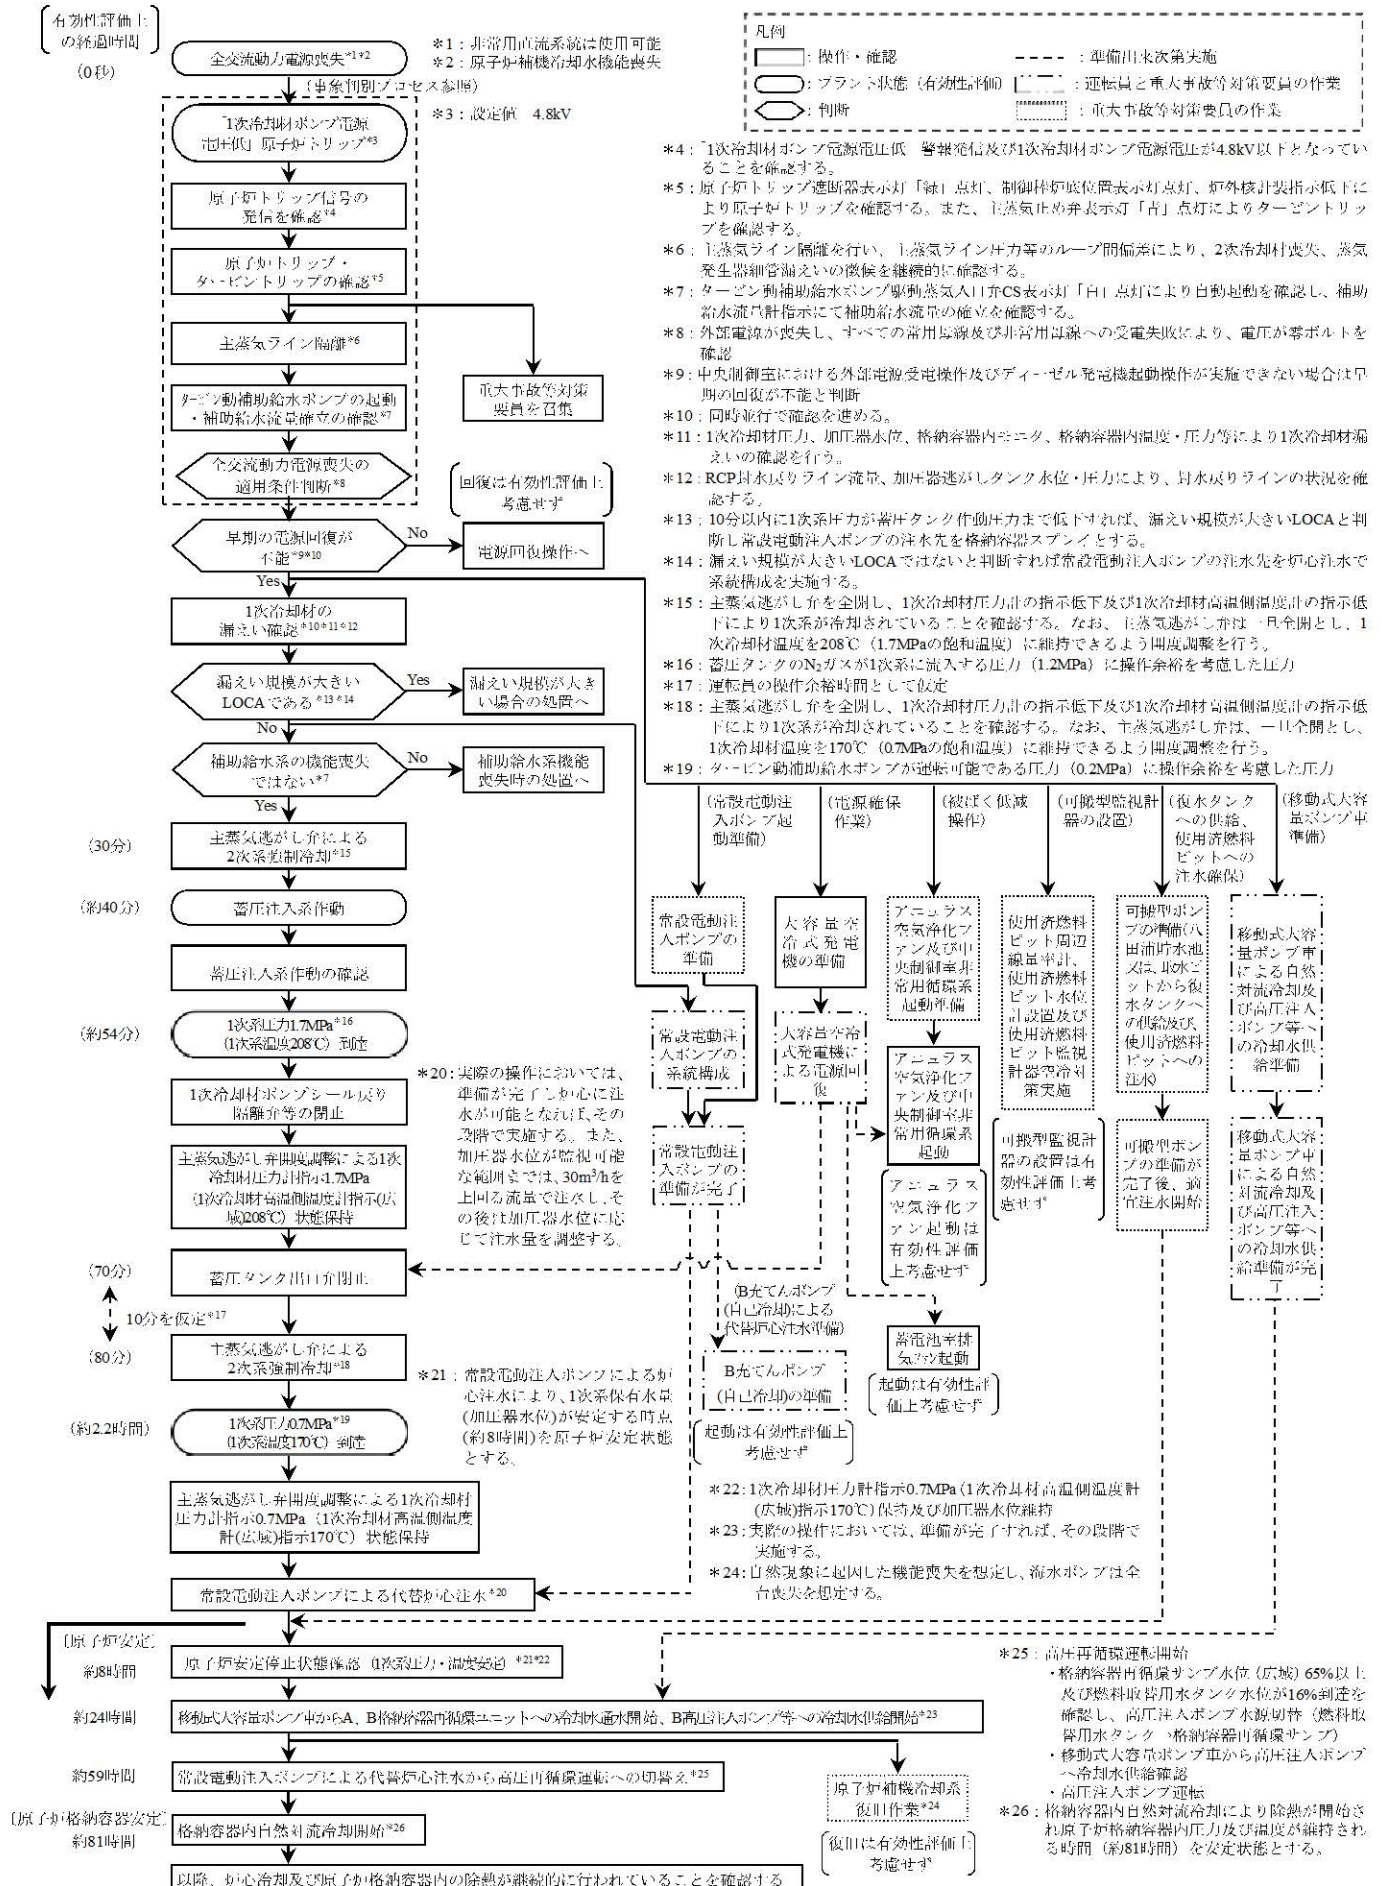 有効性評価上
の経過時間
(0秒)
全交流動力電源喪失*1*2
*1：非常用直流系統は使用可能
*2：原子炉補機冷却水機能喪失
(事象判別プロセス参照)
*3：設定値　4.8kV
凡例
：操作・確認
：プラント状態（有効性評価）
：判断
：準備出来次第実施
：運転員と重大事故等対策要員の作業
：重大事故等対策要員の作業
「1次冷却材ポンプ電源
電圧低」原子炉トリップ*3
原子炉トリップ信号の
発信を確認*4
原子炉トリップ・
タービントリップの確認*5
主蒸気ライン隔離*6
重大事故等対策
要員を召集
タービン動補助給水ポンプの起動
・補助給水流量確立の確認*7
全交流動力電源喪失の
適用条件判断*8
回復は有効性評価上
考慮せず
早期の電源回復が
不能*9*10
No
電源回復操作へ
Yes
1次冷却材の
漏えい確認*10*11*12
漏えい規模が大きい
LOCAである*13*14
Yes
漏えい規模が大き
い場合の処置へ
No
補助給水系の機能喪失
ではない*7
No
補助給水系機能
喪失時の処置へ
Yes
*4：「1次冷却材ポンプ電源電圧低」警報発信及び1次冷却材ポンプ電源電圧が4.8kV以下となってい
ることを確認する。
*5：原子炉トリップ遮断器表示灯「緑」点灯、制御棒炉底位置表示灯点灯、炉外核計装指示低下に
より原子炉トリップを確認する。また、主蒸気止め弁表示灯「青」点灯によりタービントリッ
プを確認する。
*6：主蒸気ライン隔離を行い、主蒸気ライン圧力等のループ間偏差により、2次冷却材喪失、蒸気
発生器細管漏えいの徴候を継続的に確認する。
*7：タービン動補助給水ポンプ駆動蒸気入口弁CS表示灯「白」点灯により自動起動を確認し、補助
給水流量計指示にて補助給水流量の確立を確認する。
*8：外部電源が喪失し、すべての常用母線及び非常用母線への受電失敗により、電圧が零ボルトを
確認
*9：中央制御室における外部電源受電操作及びディーゼル発電機起動操作が実施できない場合は早
期の回復が不能と判断
*10：同時並行で確認を進める。
*11：1次冷却材圧力、加圧器水位、格納容器内モニタ、格納容器内温度・圧力等により1次冷却材漏
えいの確認を行う。
*12：RCP封水戻りライン流量、加圧器逃がしタンク水位・圧力により、封水戻りラインの状況を確
認する。
*13：10分以内に1次系圧力が蓄圧タンク作動圧力まで低下すれば、漏えい規模が大きいLOCAと判
断し常設電動注入ポンプの注水先を格納容器スプレイとする。
*14：漏えい規模が大きいLOCAではないと判断すれば常設電動注入ポンプの注水先を炉心注水で
系統構成を実施する。
*15：主蒸気逃がし弁を全開し、1次冷却材圧力計の指示低下及び1次冷却材高温側温度計の指示低
下により1次系が冷却されていることを確認する。なお、主蒸気逃がし弁は一旦全開とし、1
次冷却材温度を208℃（1.7MPaの飽和温度）に維持できるよう開度調整を行う。
*16：蓄圧タンクのN₂ガスが1次系に流入する圧力（1.2MPa）に操作余裕を考慮した圧力
*17：運転員の操作余裕時間として仮定
*18：主蒸気逃がし弁を全開し、1次冷却材圧力計の指示低下及び1次冷却材高温側温度計の指示低
下により1次系が冷却されていることを確認する。なお、主蒸気逃がし弁は、一旦全開とし、
1次冷却材温度を170℃（0.7MPaの飽和温度）に維持できるよう開度調整を行う。
*19：タービン動補助給水ポンプが運転可能である圧力（0.2MPa）に操作余裕を考慮した圧力
(30分)
主蒸気逃がし弁による
2次系強制冷却*15
(約40分)
蓄圧注入系作動
蓄圧注入系作動の確認
(約54分)
1次系圧力1.7MPa*16
(1次系温度208℃) 到達
1次冷却材ポンプシール戻り
隔離弁等の閉止
主蒸気逃がし弁開度調整による1次
冷却材圧力計指示1.7MPa
(1次冷却材高温側温度計指示(広
域)208℃) 状態保持
(70分)
蓄圧タンク出口弁閉止
10分を仮定*17
(80分)
主蒸気逃がし弁による
2次系強制冷却*18
(約2.2時間)
1次系圧力0.7MPa*19
(1次系温度170℃) 到達
主蒸気逃がし弁開度調整による1次冷却材
圧力計指示0.7MPa（1次冷却材高温側温度
計(広域)指示170℃）状態保持
常設電動注入ポンプによる代替炉心注水*20
(常設電動注
入ポンプ起
動準備)
(電源確保
作業)
(被ばく低減
操作)
(可搬型監視計
器の設置)
(復水タンク
への供給、
使用済燃料
ピットへの
注水確保)
(移動式大容
量ポンプ車
準備)
常設電動注
入ポンプの
準備
常設電動注
入ポンプの
系統構成
常設電動注
入ポンプの
準備が完了
大容量空
冷式発電
機の準備
大容量空冷
式発電機に
よる電源回
復
アニュラス
空気浄化フ
ァン及び中
央制御室非
常用循環系
起動準備
アニュラス
空気浄化フ
ァン及び中
央制御室非
常用循環系
起動
アニュラス
空気浄化フ
ァン起動は
有効性評価
上考慮せず
使用済燃料
ピット周辺
線量率計、
使用済燃料
ピット水位
計設置及び
使用済燃料
ピット監視
計器空冷対
策実施
可搬型監視計
器の設置は有
効性評価上考
慮せず
可搬型ポン
プの準備(八
田浦貯水池
又は、取水ピ
ットから復
水タンクへ
の供給及び、
使用済燃料
ピットへの
注水)
可搬型ポン
プの準備が
完了後、適
宜注水開始
移動式大容
量ポンプ車
による自然
対流冷却及
び高圧注入
ポンプ等へ
の冷却水供
給準備
移動式大容
量ポンプ車
による自然
対流冷却及
び高圧注入
ポンプ等へ
の冷却水供
給準備が完
了
*20：実際の操作においては、
準備が完了し炉心に注
水が可能となれば、その
段階で実施する。また、
加圧器水位が監視可能
な範囲までは、30m³/hを
上回る流量で注水し、そ
の後は加圧器水位に応
じて注水量を調整する。
(B充てんポンプ
(自己冷却)による
代替炉心注水準備)
B充てんポンプ
(自己冷却)の準備
起動は有効性評価上
考慮せず
蓄電池室排
気ファン起動
起動は有効性評
価上考慮せず
*21：常設電動注入ポンプによる炉
心注水により、1次系保有水量
(加圧器水位)が安定する時点
(約8時間)を原子炉安定状態
とする。
*22：1次冷却材圧力計指示0.7MPa (1次冷却材高温側温度計
(広域)指示170℃) 保持及び加圧器水位維持
*23：実際の操作においては、準備が完了すれば、その段階で
実施する。
*24：自然現象に起因した機能喪失を想定し、海水ポンプは全
台喪失を想定する。
〔原子炉安定〕
約8時間
原子炉安定停止状態確認（1次系圧力・温度安定）*21*22
約24時間
移動式大容量ポンプ車からA、B格納容器再循環ユニットへの冷却水通水開始、B高圧注入ポンプ等への冷却水供給開始*23
約59時間
常設電動注入ポンプによる代替炉心注水から高圧再循環運転への切替え*25
原子炉補機冷却系
復旧作業*24
復旧は有効性評価上
考慮せず
〔原子炉格納容器安定〕
約81時間
格納容器内自然対流冷却開始*26
以降、炉心冷却及び原子炉格納容器内の除熱が継続的に行われていることを確認する
*25：高圧再循環運転開始
・格納容器再循環サンプ水位（広域）65%以上
及び燃料取替用水タンク水位が16%到達を
確認し、高圧注入ポンプ水源切替（燃料取
替用水タンク→格納容器再循環サンプ）
・移動式大容量ポンプ車から高圧注入ポンプ
へ冷却水供給確認
・高圧注入ポンプ運転
*26：格納容器内自然対流冷却により除熱が開始さ
れ原子炉格納容器内圧力及び温度が維持され
る時間（約81時間）を安定状態とする。